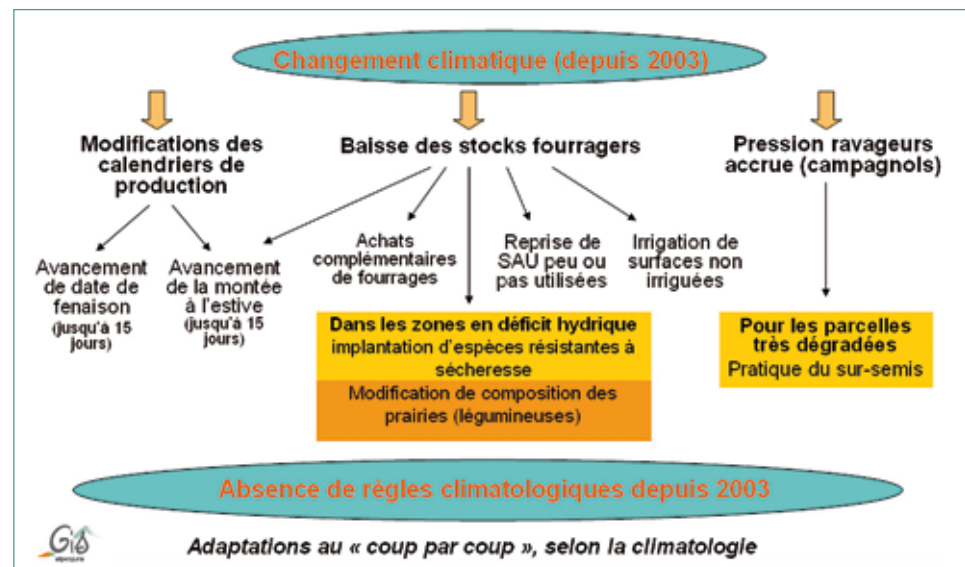 Changement climatique (depuis 2003)
Modifications des
calendriers de
production
Baisse des stocks fourragers
Pression ravageurs
accrue (campagnols)
Avancement
de date de
fenaison
(jusqu'à 15
jours)
Avancement
de la montée
à l'estive
(jusqu'à 15
jours)
Achats
complémentaires
de fourrages
Reprise de
SAU peu ou
pas utilisées
Irrigation de
surfaces non
irriguées
Dans les zones en déficit hydrique
implantation d'espèces résistantes à
sécheresse
Modification de composition des
prairies (légumineuses)
Pour les parcelles
très dégradées
Pratique du sur-semis
Absence de règles climatologiques depuis 2003
Gis
Adaptations au « coup par coup », selon la climatologie